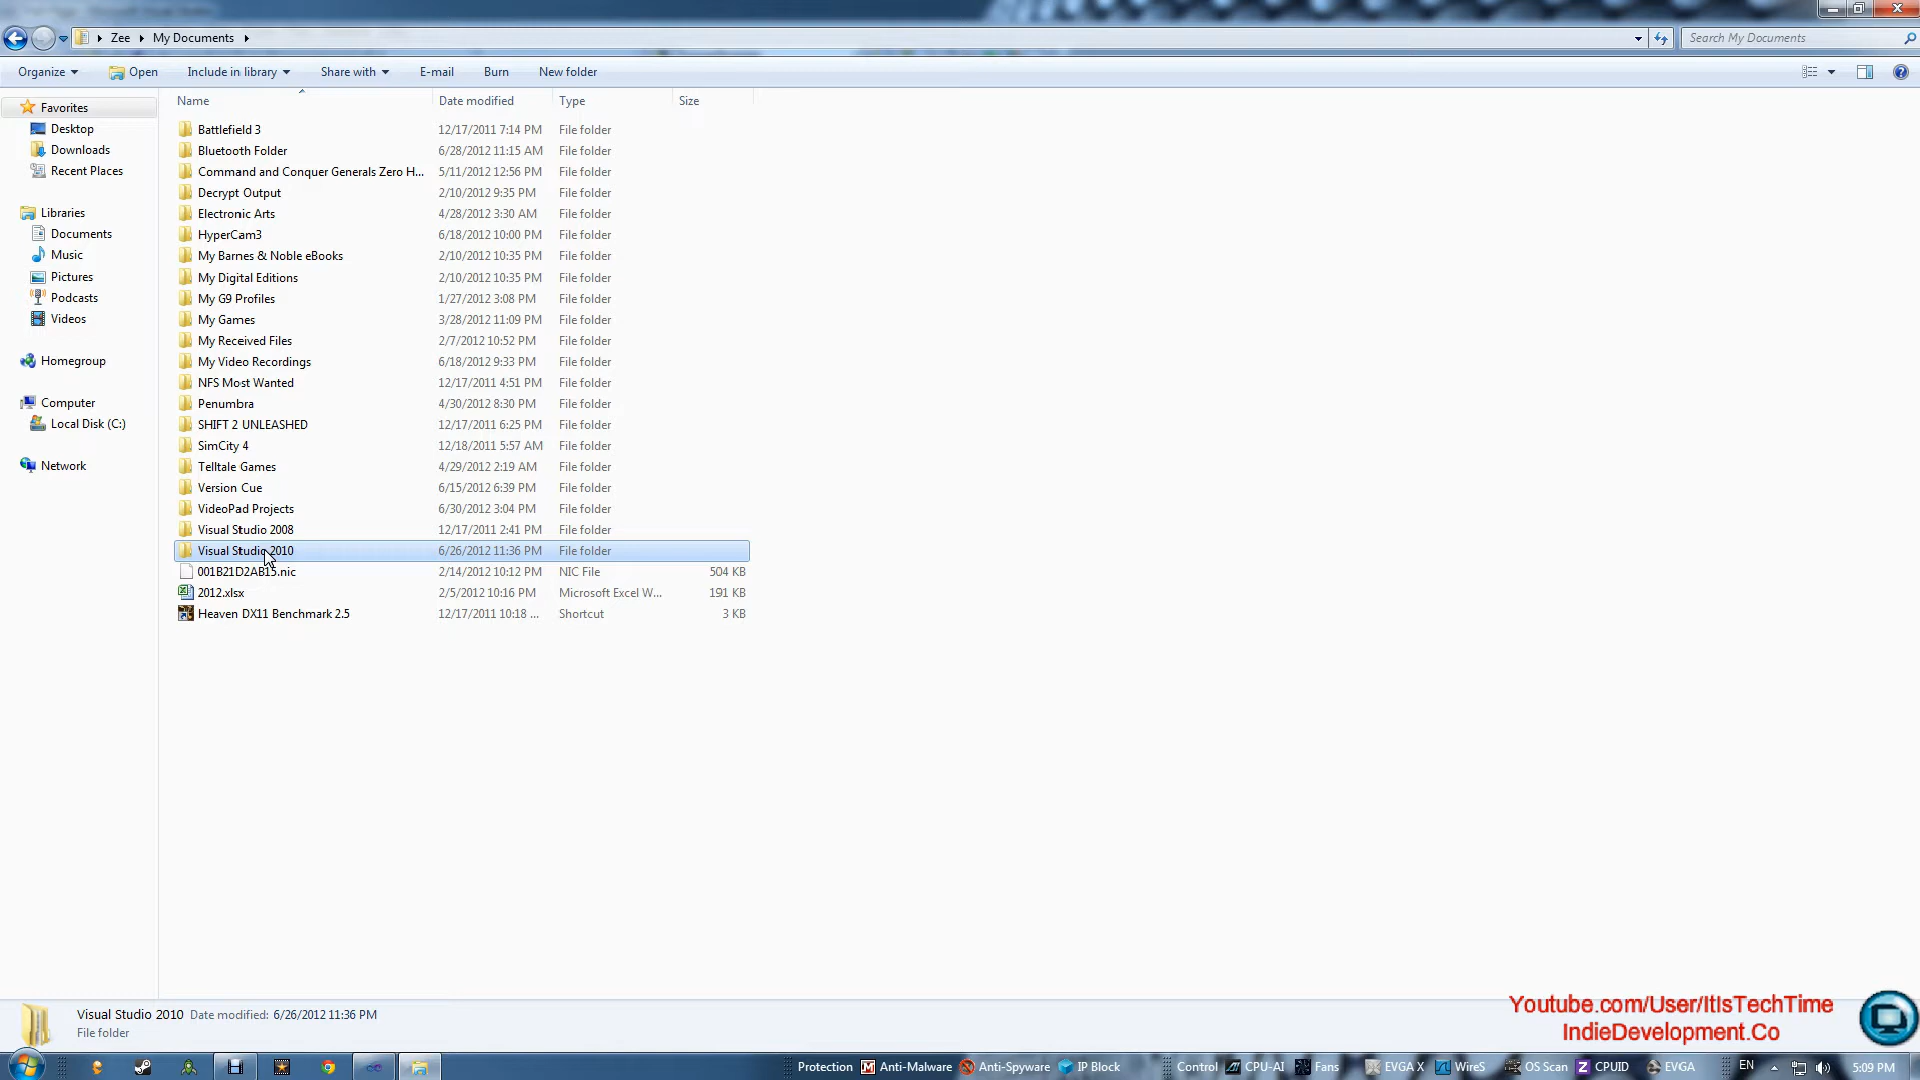 Zee My Documents
Search My Documents
Organize Open Include in library Share with E-mail Burn New folder
Name Date modified Type Size
Favorites
Desktop
Downloads
Recent Places
Libraries
Documents
Music
Pictures
Podcasts
Videos
Homegroup
Computer
Local Disk (C:)
Network
Battlefield 3 12/17/2011 7:14 PM File folder
Bluetooth Folder 6/28/2012 11:15 AM File folder
Command and Conquer Generals Zero H... 5/11/2012 12:56 PM File folder
Decrypt Output 2/10/2012 9:35 PM File folder
Electronic Arts 4/28/2012 3:30 AM File folder
HyperCam3 6/18/2012 10:00 PM File folder
My Barnes & Noble eBooks 2/10/2012 10:35 PM File folder
My Digital Editions 2/10/2012 10:35 PM File folder
My G9 Profiles 1/27/2012 3:08 PM File folder
My Games 3/28/2012 11:09 PM File folder
My Received Files 2/7/2012 10:52 PM File folder
My Video Recordings 6/18/2012 9:33 PM File folder
NFS Most Wanted 12/17/2011 4:51 PM File folder
Penumbra 4/30/2012 8:30 PM File folder
SHIFT 2 UNLEASHED 12/17/2011 6:25 PM File folder
SimCity 4 12/18/2011 5:57 AM File folder
Telltale Games 4/29/2012 2:19 AM File folder
Version Cue 6/15/2012 6:39 PM File folder
VideoPad Projects 6/30/2012 3:04 PM File folder
Visual Studio 2008 12/17/2011 2:41 PM File folder
Visual Studio 2010 6/26/2012 11:36 PM File folder
001B21D2AB15.nic 2/14/2012 10:12 PM NIC File 504 KB
2012.xlsx 2/5/2012 10:16 PM Microsoft Excel W... 191 KB
Heaven DX11 Benchmark 2.5 12/17/2011 10:18 ... Shortcut 3 KB
Visual Studio 2010 Date modified: 6/26/2012 11:36 PM
File folder
Youtube.com/User/ItIsTechTime
IndieDevelopment.Co
Protection Anti-Malware Anti-Spyware IP Block Control CPU-AI Fans EVGA X WireS OS Scan CPUID EVGA EN 5:09 PM